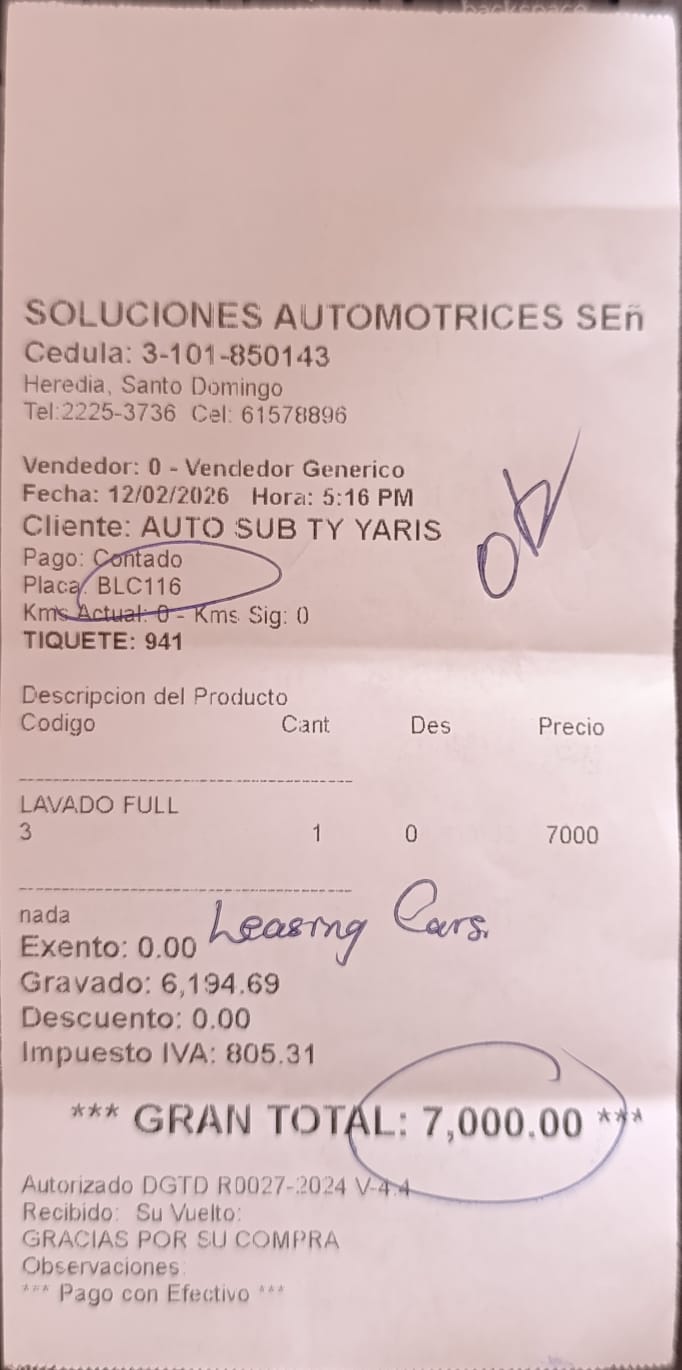 SOLUCIONES AUTOMOTRICES SEñ
Cedula: 3-101-850143
Heredia, Santo Domingo
Tel:2225-3736 Cel: 61578896
Vendedor: 0 - Vendedor Generico
Fecha: 12/02/2026 Hora: 5:16 PM
Cliente: AUTO SUB TY YARIS
Pago: Contado
Placa: BLC116
Kms Actual: 0 - Kms Sig: 0
TIQUETE: 941
Descripcion del Producto
Codigo Cant Des Precio
LAVADO FULL
3 1 0 7000
nada
Leasing Cars.
Exento: 0.00
Gravado: 6,194.69
Descuento: 0.00
Impuesto IVA: 805.31
*** GRAN TOTAL: 7,000.00 ***
Autorizado DGTD R0027-2024 V-4.4
Recibido: Su Vuelto:
GRACIAS POR SU COMPRA
Observaciones:
*** Pago con Efectivo ***